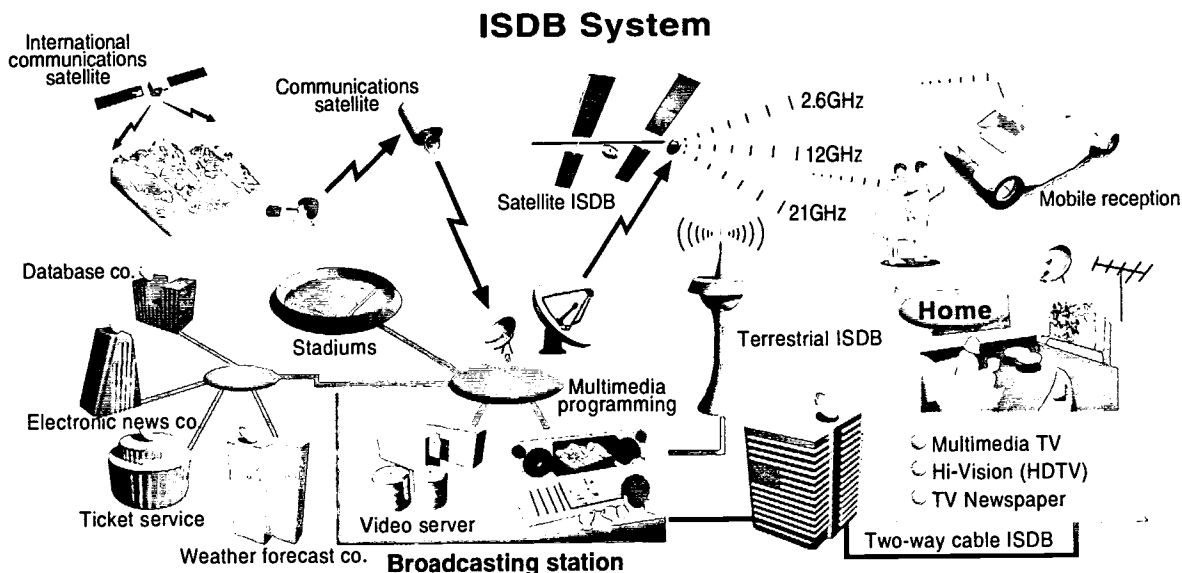 ISDB System
International
communications
satellite
Communications
satellite
2.6GHz
12GHz
21GHz
Satellite ISDB
Mobile reception
Database co.
Stadiums
Terrestrial ISDB
Home
Multimedia
programming
Electronic news co.
Ticket service
Weather forecast co.
Video server
Broadcasting station
Multimedia TV
Hi-Vision (HDTV)
TV Newspaper
Two-way cable ISDB